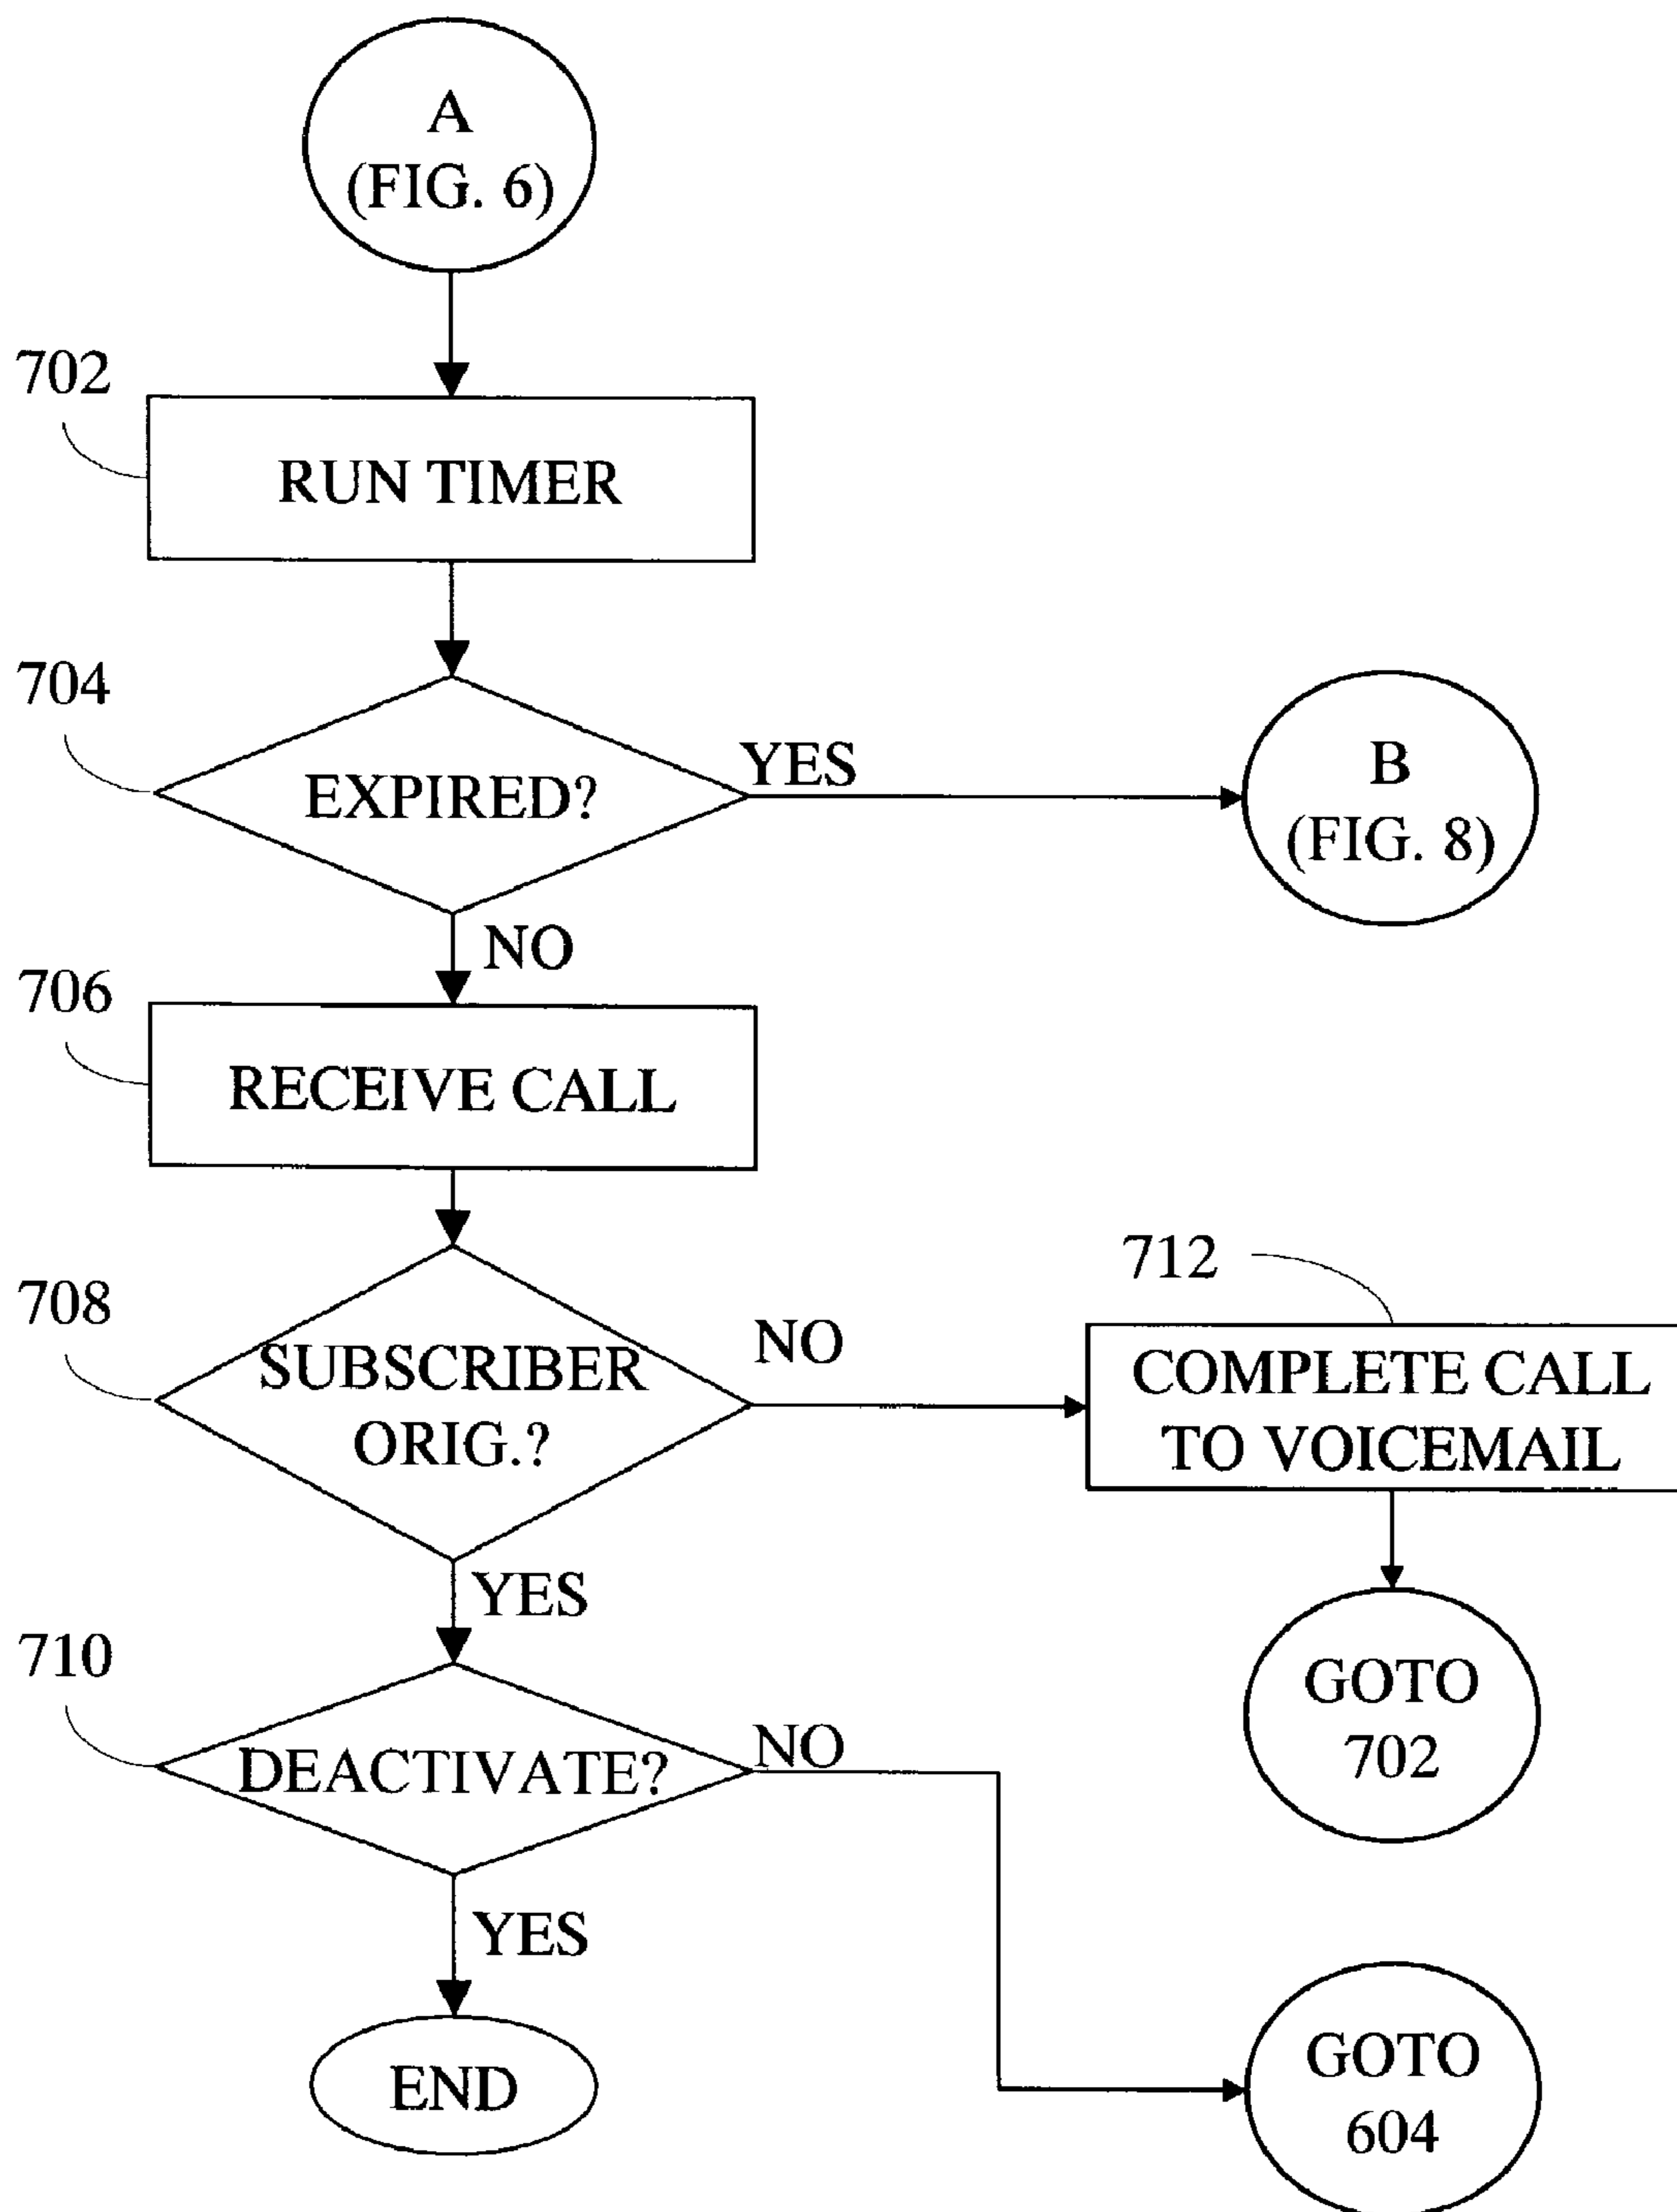 A
(FIG. 6)
702
RUN TIMER
704
EXPIRED?
YES
B
(FIG. 8)
NO
706
RECEIVE CALL
708
SUBSCRIBER
ORIG.?
NO
712
COMPLETE CALL
TO VOICEMAIL
YES
GOTO
702
710
DEACTIVATE?
NO
YES
END
GOTO
604